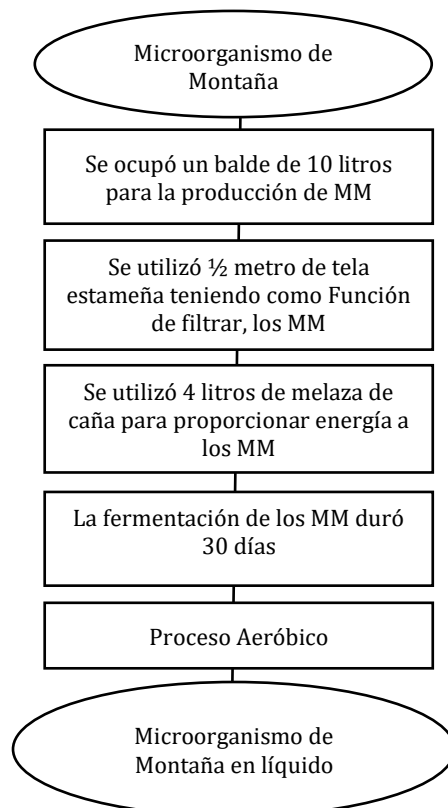 Microorganismo de
Montaña
Se ocupó un balde de 10 litros
para la producción de MM
Se utilizó ½ metro de tela
estameña teniendo como Función
de filtrar, los MM
Se utilizó 4 litros de melaza de
caña para proporcionar energía a
los MM
La fermentación de los MM duró
30 días
Proceso Aeróbico
Microorganismo de
Montaña en líquido